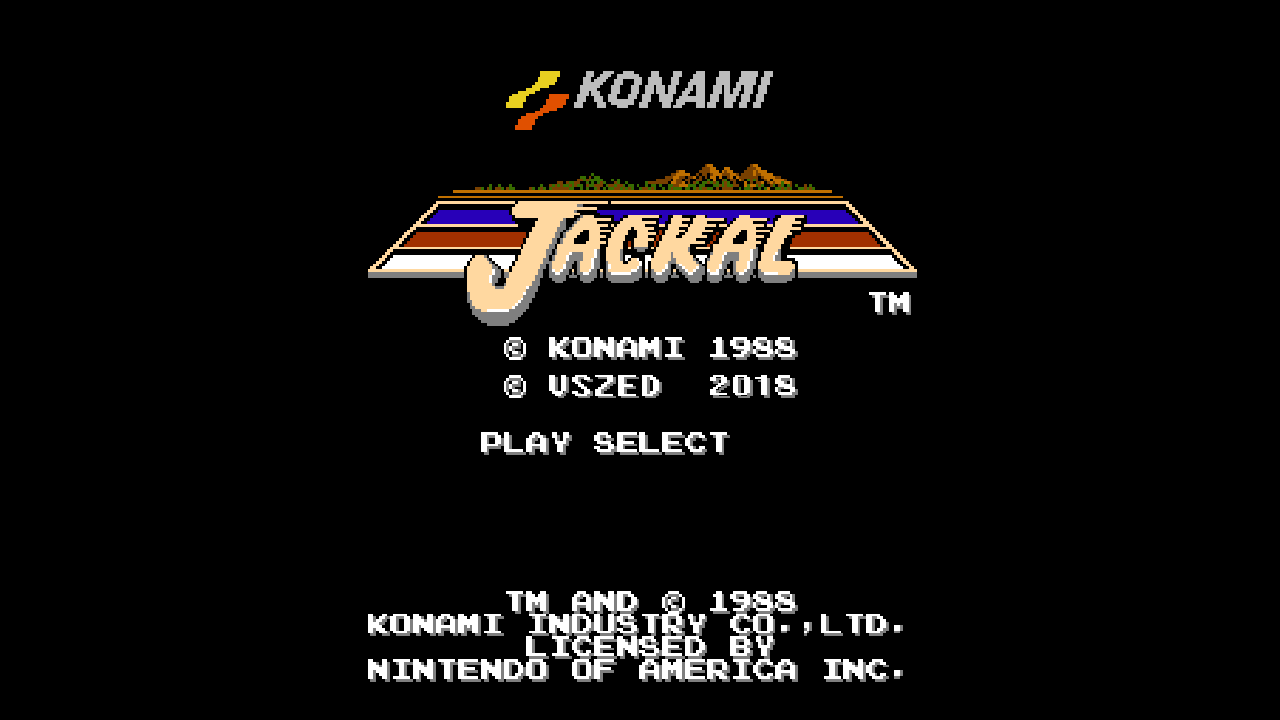 KONAMI
JACKAL
TM
© KONAMI 1988
© VSZED 2018
PLAY SELECT
TM AND © 1988
KONAMI INDUSTRY CO.,LTD.
LICENSED BY
NINTENDO OF AMERICA INC.